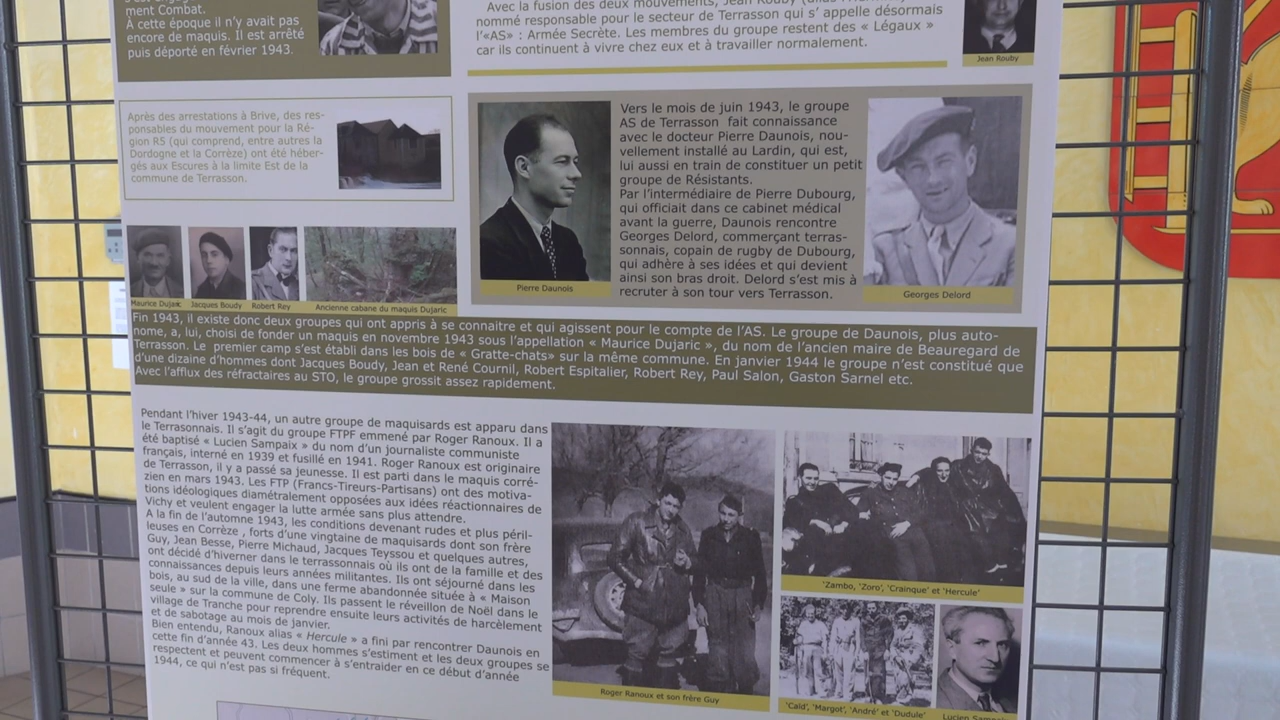 ment Combat.
À cette époque il n’y avait pas
encore de maquis. Il est arrêté
puis déporté en février 1943.
Avec la fusion des deux mouvements, Jean Rouby
nommé responsable pour le secteur de Terrasson qui s’ appelle désormais
l’«AS» : Armée Secrète. Les membres du groupe restent des « Légaux »
car ils continuent à vivre chez eux et à travailler normalement.
Jean Rouby
Après des arrestations à Brive, des res-
ponsables du mouvement pour la Ré-
gion R5 (qui comprend, entre autres la
Dordogne et la Corrèze) ont été héber-
gés aux Escures à la limite Est de la
commune de Terrasson.
Pierre Daunois
Vers le mois de juin 1943, le groupe
AS de Terrasson fait connaissance
avec le docteur Pierre Daunois, nou-
vellement installé au Lardin, qui est,
lui aussi en train de constituer un petit
groupe de Résistants.
Par l’intermédiaire de Pierre Dubourg,
qui officiait dans ce cabinet médical
avant la guerre, Daunois rencontre
Georges Delord, commerçant terras-
sonnais, copain de rugby de Dubourg,
qui adhère à ses idées et qui devient
ainsi son bras droit. Delord s’est mis à
recruter à son tour vers Terrasson.
Georges Delord
Maurice Dujaric
Jacques Boudy
Robert Rey
Ancienne cabane du maquis Dujaric
Fin 1943, il existe donc deux groupes qui ont appris à se connaitre et qui agissent pour le compte de l’AS. Le groupe de Daunois, plus auto-
nome, a, lui, choisi de fonder un maquis en novembre 1943 sous l’appellation « Maurice Dujaric », du nom de l’ancien maire de Beauregard de
Terrasson. Le premier camp s’est établi dans les bois de « Gratte-chats» sur la même commune. En janvier 1944 le groupe n’est constitué que
d’une dizaine d’hommes dont Jacques Boudy, Jean et René Cournil, Robert Espitalier, Robert Rey, Paul Salon, Gaston Sarnel etc.
Avec l’afflux des réfractaires au STO, le groupe grossit assez rapidement.
Pendant l’hiver 1943-44, un autre groupe de maquisards est apparu dans
le Terrasonnais. Il s’agit du groupe FTPF emmené par Roger Ranoux. Il a
été baptisé « Lucien Sampaix » du nom d’un journaliste communiste
français, interné en 1939 et fusillé en 1941. Roger Ranoux est originaire
de Terrasson, il y a passé sa jeunesse. Il est parti dans le maquis corré-
zien en mars 1943. Les FTP (Francs-Tireurs-Partisans) ont des motiva-
tions idéologiques diamétralement opposées aux idées réactionnaires de
Vichy et veulent engager la lutte armée sans plus attendre.
A la fin de l’automne 1943, les conditions devenant rudes et plus péril-
leuses en Corrèze , forts d’une vingtaine de maquisards dont son frère
Guy, Jean Besse, Pierre Michaud, Jacques Teyssou et quelques autres,
ont décidé d’hiverner dans le terrassonnais où ils ont de la famille et des
connaissances depuis leurs années militantes. Ils ont séjourné dans les
bois, au sud de la ville, dans une ferme abandonnée située à « Maison
seule » sur la commune de Coly. Ils passent le réveillon de Noël dans le
village de Tranche pour reprendre ensuite leurs activités de harcèlement
et de sabotage au mois de janvier.
Bien entendu, Ranoux alias « Hercule » a fini par rencontrer Daunois en
cette fin d’année 43. Les deux hommes s’estiment et les deux groupes se
respectent et peuvent commencer à s’entraider en ce début d’année
1944, ce qui n’est pas si fréquent.
Roger Ranoux et son frère Guy
‘Zambo, ‘Zoro’, ‘Crainque’ et ‘Hercule’
‘Caïd’, ‘Margot’, ‘André’ et ‘Dudule’
Lucien